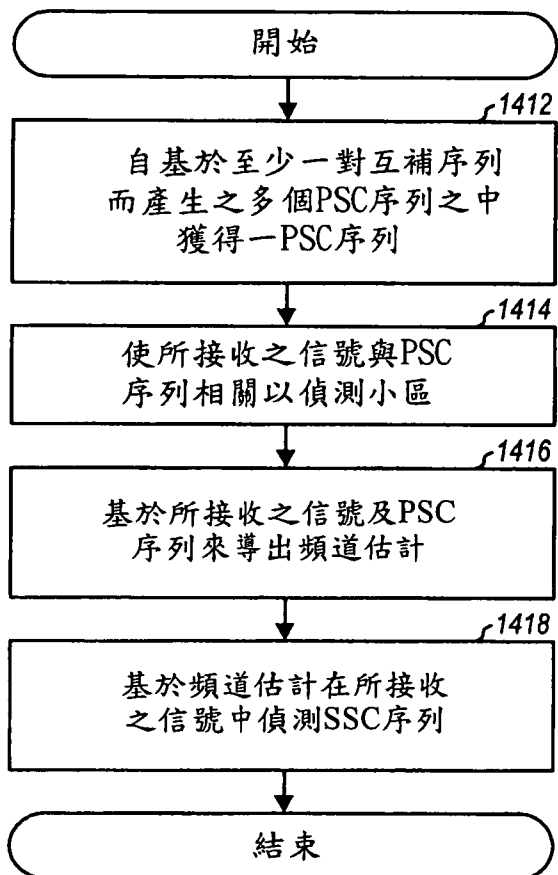 開始
1412
自基於至少一對互補序列
而產生之多個PSC序列之中
獲得一PSC序列
1414
使所接收之信號與PSC
序列相關以偵測小區
1416
基於所接收之信號及PSC
序列來導出頻道估計
1418
基於頻道估計在所接收
之信號中偵測SSC序列
結束